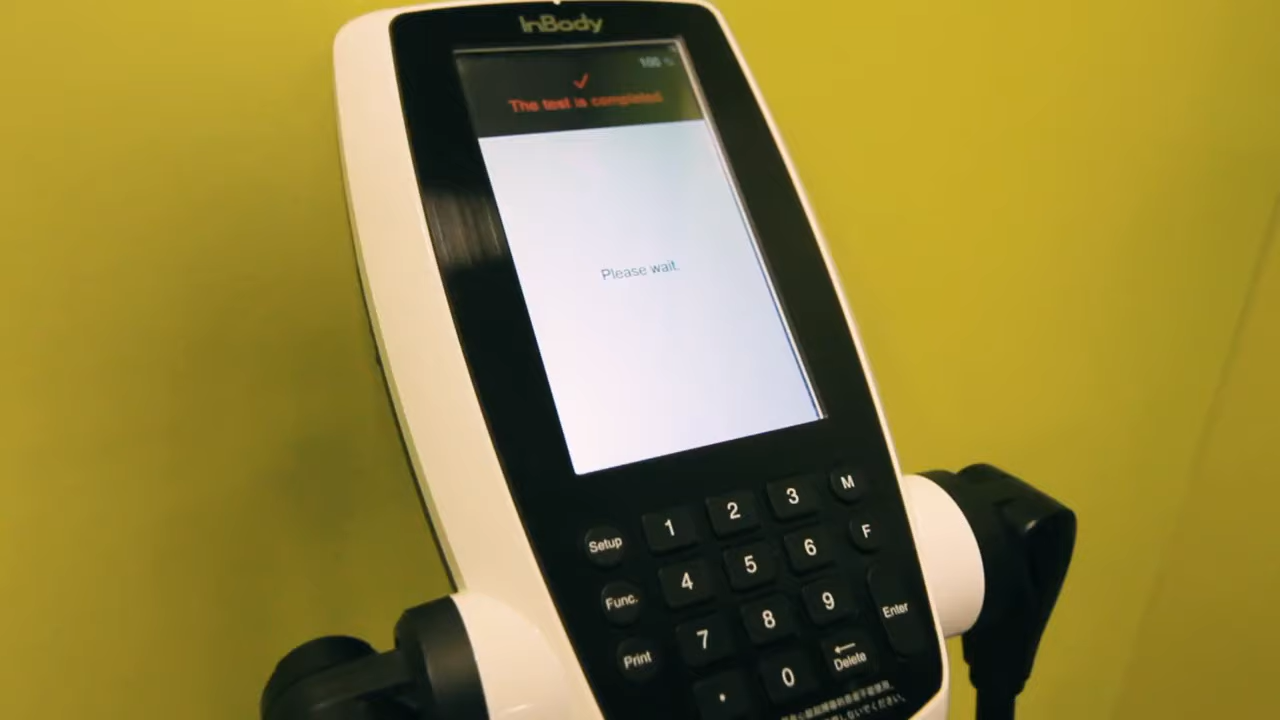 InBody
100
✓
The test is completed
Please wait.
1 2 3 M
Setup 4 5 6 F
Func. 7 8 9 Enter
Print . 0 ← Delete